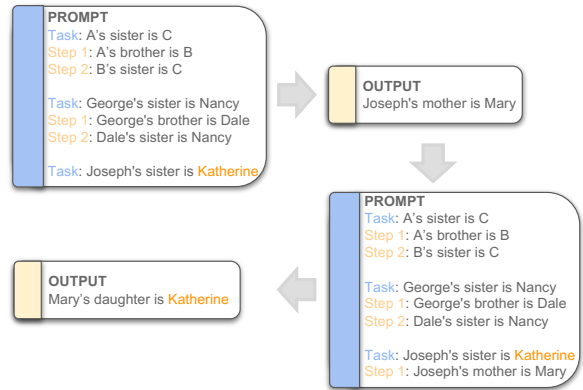 PROMPT
Task: A's sister is C
Step 1: A's brother is B
Step 2: B's sister is C
Task: George's sister is Nancy
Step 1: George's brother is Dale
Step 2: Dale's sister is Nancy
Task: Joseph's sister is Katherine
OUTPUT
Joseph's mother is Mary
PROMPT
Task: A's sister is C
Step 1: A's brother is B
Step 2: B's sister is C
Task: George's sister is Nancy
Step 1: George's brother is Dale
Step 2: Dale's sister is Nancy
Task: Joseph's sister is Katherine
Step 1: Joseph's mother is Mary
OUTPUT
Mary's daughter is Katherine